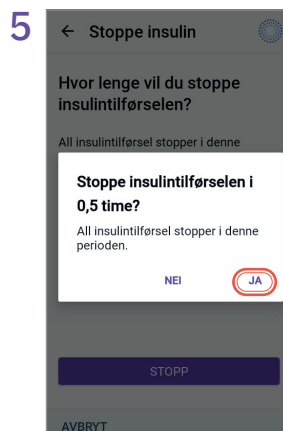 5
← Stoppe insulin
Hvor lenge vil du stoppe
insulintilførselen?
All insulintilførsel stopper i denne
Stoppe insulintilførselen i
0,5 time?
All insulintilførsel stopper i denne
perioden.
NEI JA
STOPP
AVBRYT